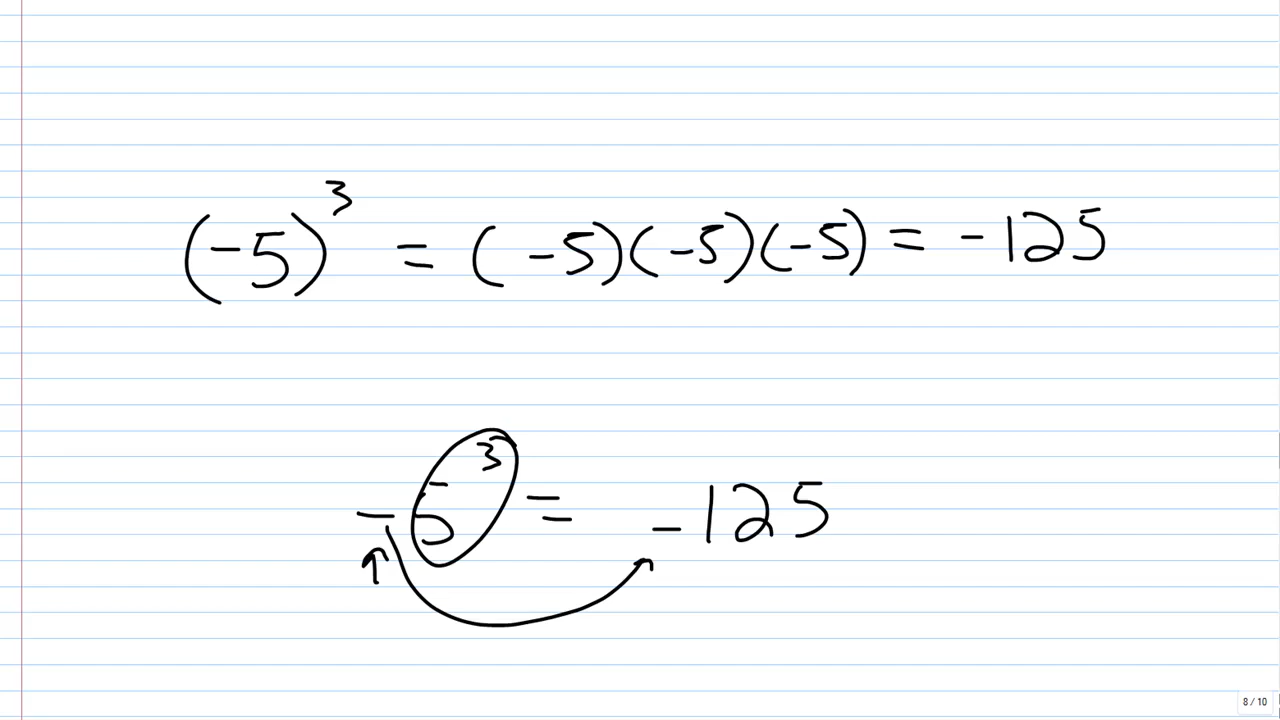 (-5)³ = (-5)(-5)(-5) = -125
-5³ = -125
8 / 10